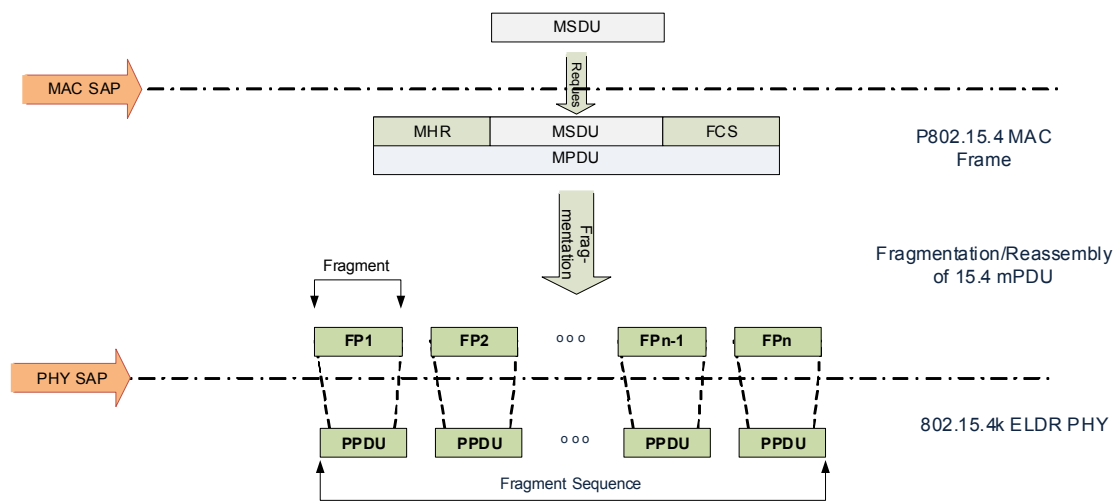 MSDU
Reques
MAC SAP
MHR MSDU FCS
MPDU
P802.15.4 MAC
Frame
Frag-
mentation
Fragmentation/Reassembly
of 15.4 mPDU
Fragment
FP1 FP2 o o o FPn-1 FPn
PHY SAP
802.15.4k ELDR PHY
PPDU PPDU o o o PPDU PPDU
Fragment Sequence